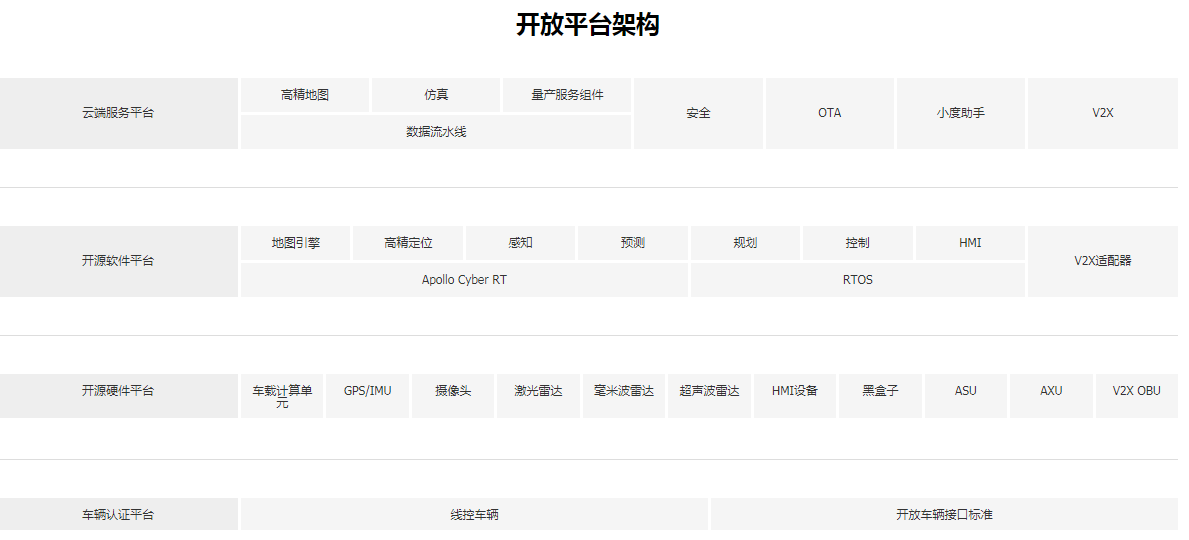 开放平台架构
云端服务平台
高精地图
仿真
量产服务组件
数据流水线
安全
OTA
小度助手
V2X
开源软件平台
地图引擎
高精定位
感知
预测
规划
控制
HMI
Apollo Cyber RT
RTOS
V2X适配器
开源硬件平台
车载计算单
元
GPS/IMU
摄像头
激光雷达
毫米波雷达
超声波雷达
HMI设备
黑盒子
ASU
AXU
V2X OBU
车辆认证平台
线控车辆
开放车辆接口标准